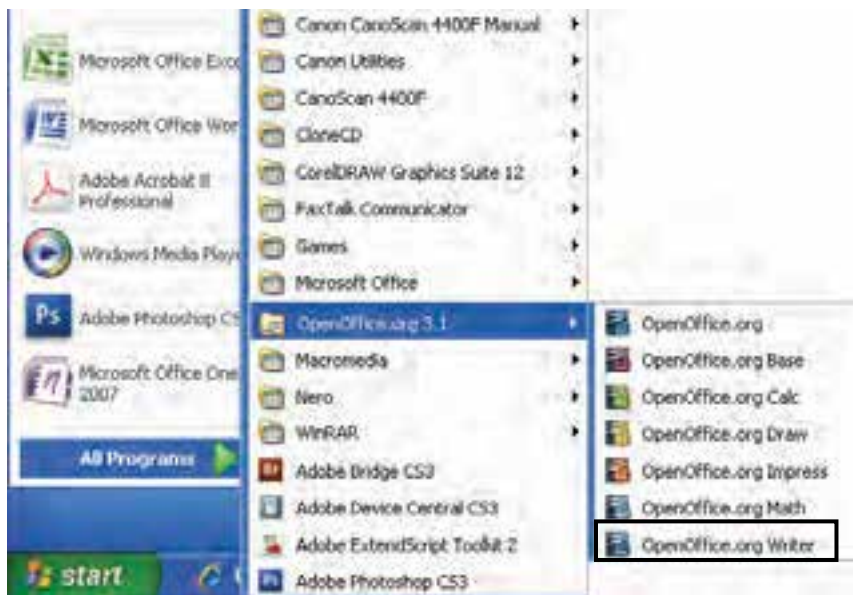 Microsoft Office Exce
Microsoft Office Wor
Adobe Acrobat 8
Professional
Windows Media Playe
Ps
Adobe Photoshop CS
Microsoft Office One
2007
All Programs
start
Canon CanoScan 4400F Manual
Canon Utilities
CanoScan 4400F
CloneCD
CorelDRAW Graphics Suite 12
FaxTalk Communicator
Games
Microsoft Office
OpenOffice.org 3.1
Macromedia
Nero
WinRAR
Br
Adobe Bridge CS3
Adobe Device Central CS3
Adobe ExtendScript Toolkit 2
Ps
Adobe Photoshop CS3
OpenOffice.org
OpenOffice.org Base
OpenOffice.org Calc
OpenOffice.org Draw
OpenOffice.org Impress
OpenOffice.org Math
OpenOffice.org Writer